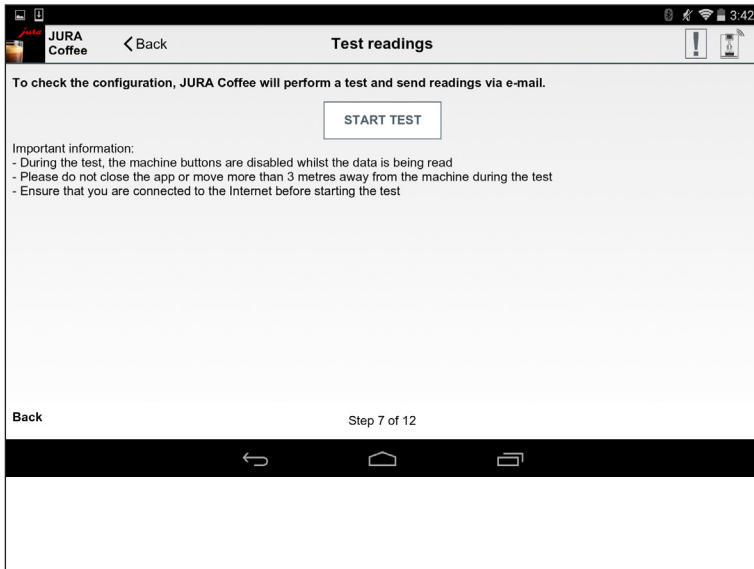 3:42
jura
JURA
Coffee
Back
Test readings
To check the configuration, JURA Coffee will perform a test and send readings via e-mail.
START TEST
Important information:
- During the test, the machine buttons are disabled whilst the data is being read
- Please do not close the app or move more than 3 metres away from the machine during the test
- Ensure that you are connected to the Internet before starting the test
Back
Step 7 of 12